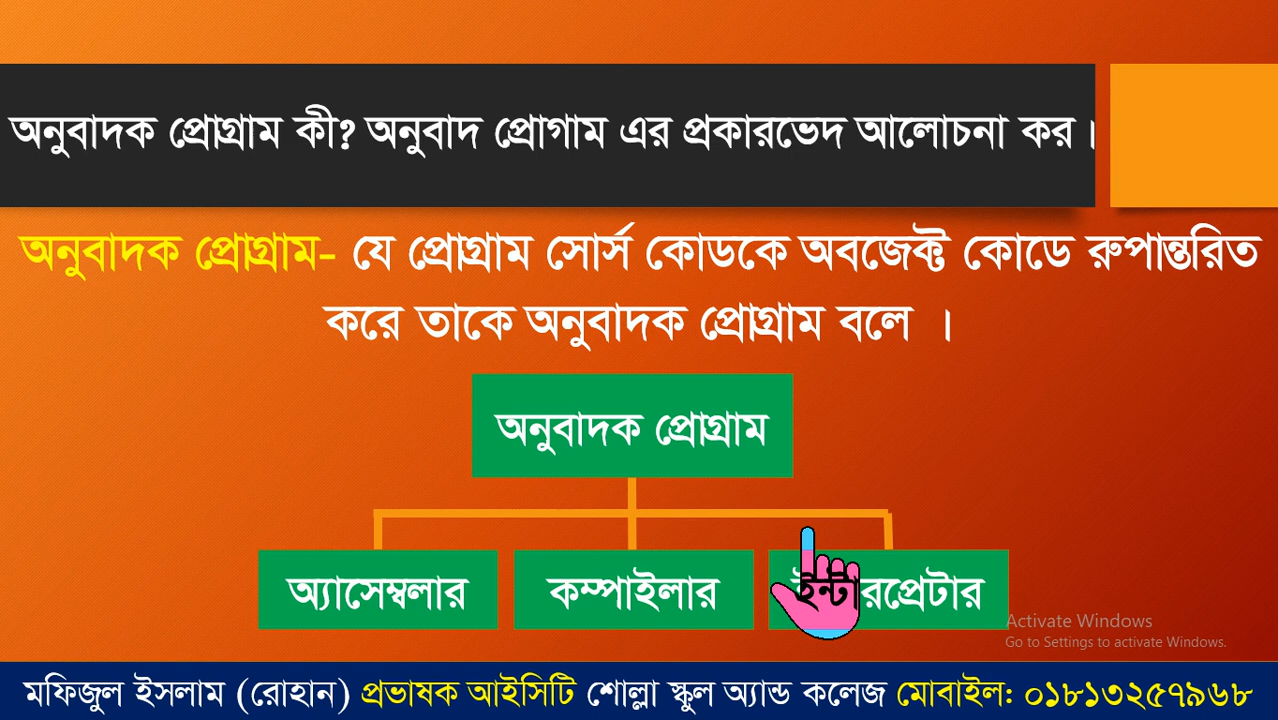 অনুবাদক প্রোগ্রাম কী? অনুবাদ প্রোগাম এর প্রকারভেদ আলোচনা কর।
অনুবাদক প্রোগ্রাম- যে প্রোগ্রাম সোর্স কোডকে অবজেক্ট কোডে রুপান্তরিত
করে তাকে অনুবাদক প্রোগ্রাম বলে ।
অনুবাদক প্রোগ্রাম
অ্যাসেম্বলার কম্পাইলার ইন্টারপ্রেটার
Activate Windows
Go to Settings to activate Windows.
মফিজুল ইসলাম (রোহান) প্রভাষক আইসিটি শোল্লা স্কুল অ্যান্ড কলেজ মোবাইল: ০১৮১৩২৫৭৯৬৮